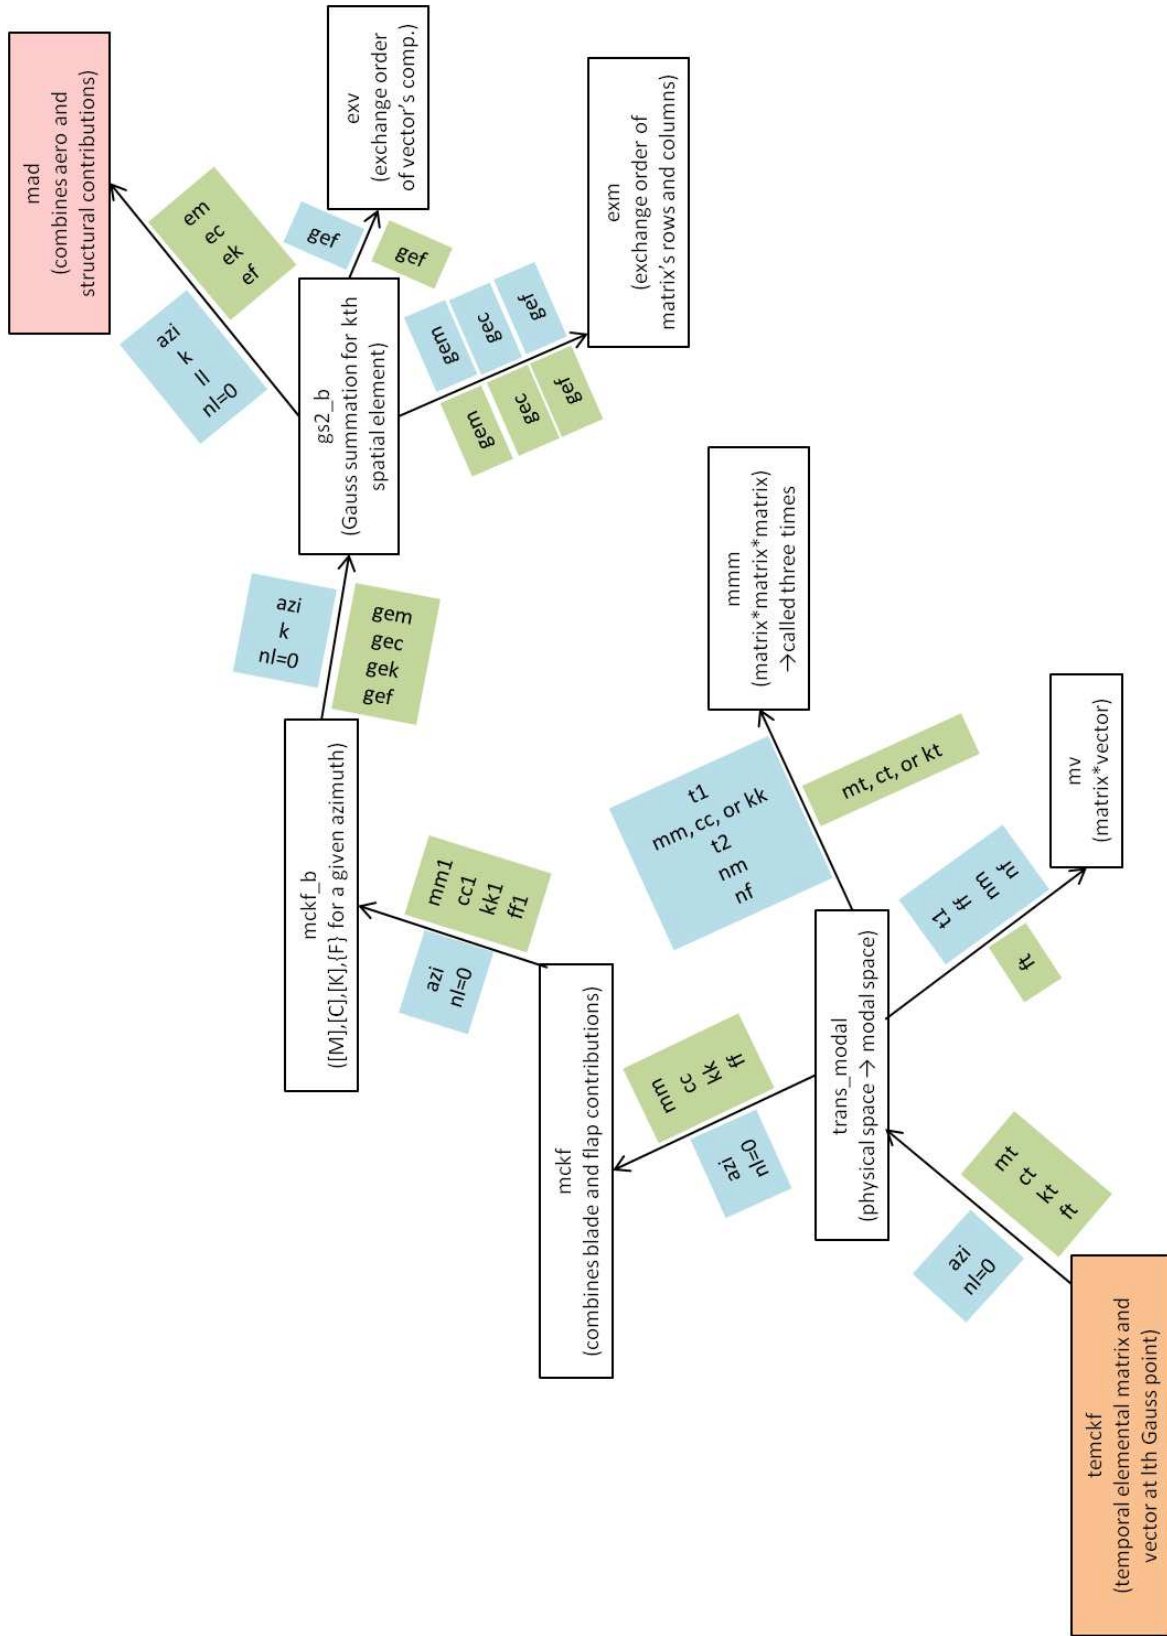 mad
(combines aero and
structural contributions)
azi
k
ll
nl=0
em
ec
ek
ef
gef
gef
exv
(exchange order
of vector's comp.)
gs2_b
(Gauss summation for kth
spatial element)
gem
gec
gef
gem
gec
gef
exm
(exchange order of
matrix's rows and columns)
azi
k
nl=0
gem
gec
gek
gef
mckf_b
([M],[C],[K],{F} for a given azimuth)
azi
nl=0
mm1
cc1
kk1
ff1
mckf
(combines blade and flap contributions)
azi
nl=0
mm
cc
kk
ff
trans_modal
(physical space → modal space)
t1
mm, cc, or kk
t2
nm
nf
mt, ct, or kt
mmm
(matrix*matrix*matrix)
→called three times
t1
ff
nm
nf
ft
mv
(matrix*vector)
azi
nl=0
mt
ct
kt
ft
temckf
(temporal elemental matrix and
vector at lth Gauss point)